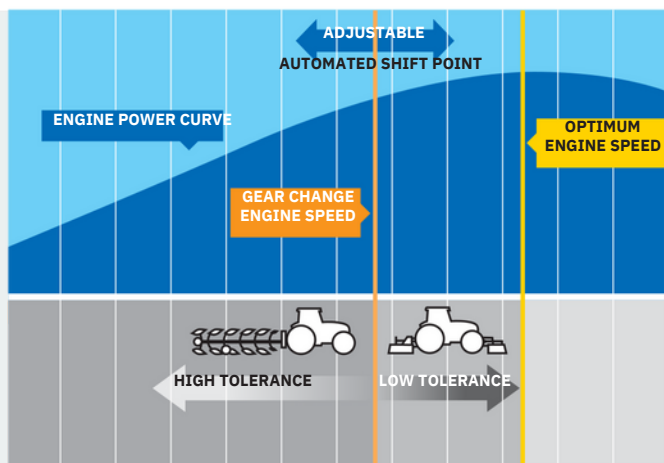 ADJUSTABLE
AUTOMATED SHIFT POINT
ENGINE POWER CURVE
OPTIMUM
ENGINE SPEED
GEAR CHANGE
ENGINE SPEED
HIGH TOLERANCE
LOW TOLERANCE